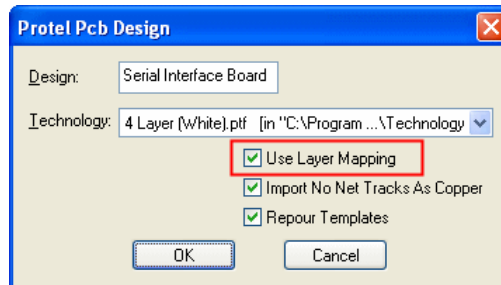 Protel Pcb Design
Design: Serial Interface Board
Technology: 4 Layer (White).ptf [in "C:\Program ...\Technology
Use Layer Mapping
Import No Net Tracks As Copper
Repour Templates
OK Cancel